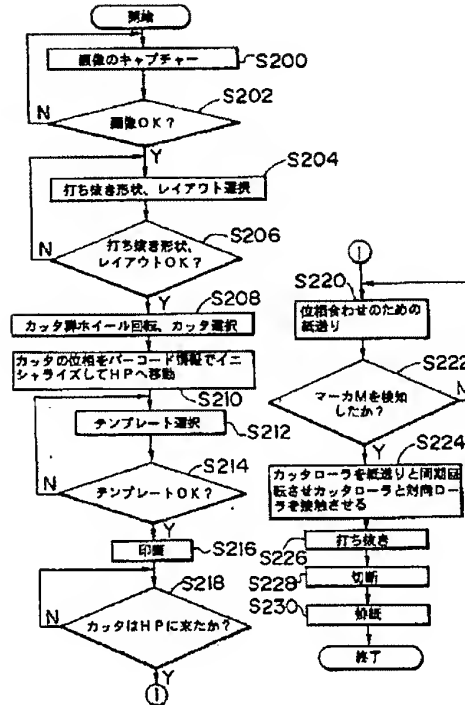 開始
画像のキャプチャー
S200
S202
N
画像OK?
Y
S204
打ち抜き形状、レイアウト選択
S206
打ち抜き形状、
レイアウトOK?
N
Y
S208
カッタ群ホイール回転、カッタ選択
カッタの位相をバーコード情報でイニ
シャライズしてHPへ移動
S210
S212
テンプレート選択
S214
N
テンプレートOK?
Y
印画
S216
S218
N
カッタはHPに来たか?
Y
1
1
S220
位相合わせのための
紙送り
S222
マーカMを検知
したか?
N
Y
S224
カッタローラを紙送りと同期回
転させカッタローラと対向ロー
ラを接触させる
打ち抜き
S226
切断
S228
排紙
S230
終了